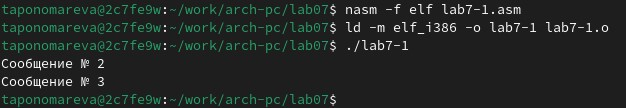 taponomareva@2c7fe9w:~/work/arch-pc/lab07$ nasm -f elf lab7-1.asm
taponomareva@2c7fe9w:~/work/arch-pc/lab07$ ld -m elf_i386 -o lab7-1 lab7-1.o
taponomareva@2c7fe9w:~/work/arch-pc/lab07$ ./lab7-1
Сообщение № 2
Сообщение № 3
taponomareva@2c7fe9w:~/work/arch-pc/lab07$